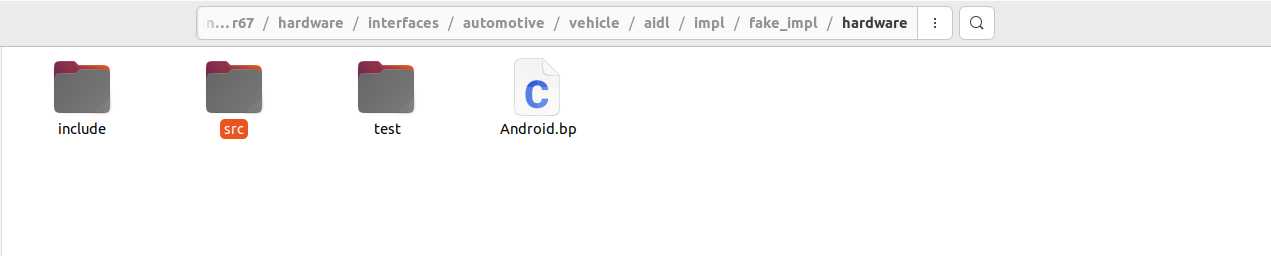 r67 / hardware / interfaces / automotive / vehicle / aidl / impl / fake_impl / hardware
include
src
test
Android.bp